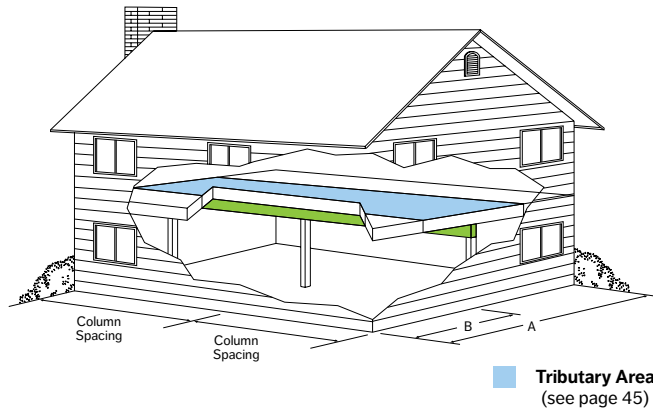 Column
Spacing
Column
Spacing
B
A
Tributary Area
(see page 45)